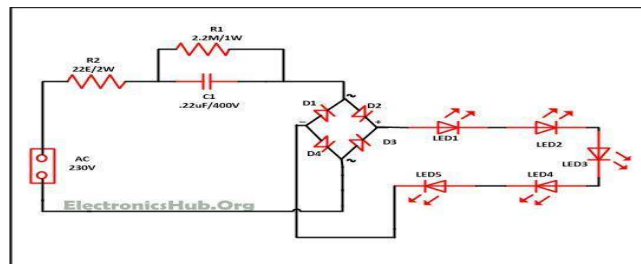 R1
2.2M/1W
R2
22E/2W
C1
.22uF/400V
~
D1
D2
−
+
D4
D3
~
AC
230V
LED1
LED2
LED3
LED5
LED4
ElectronicsHub.Org